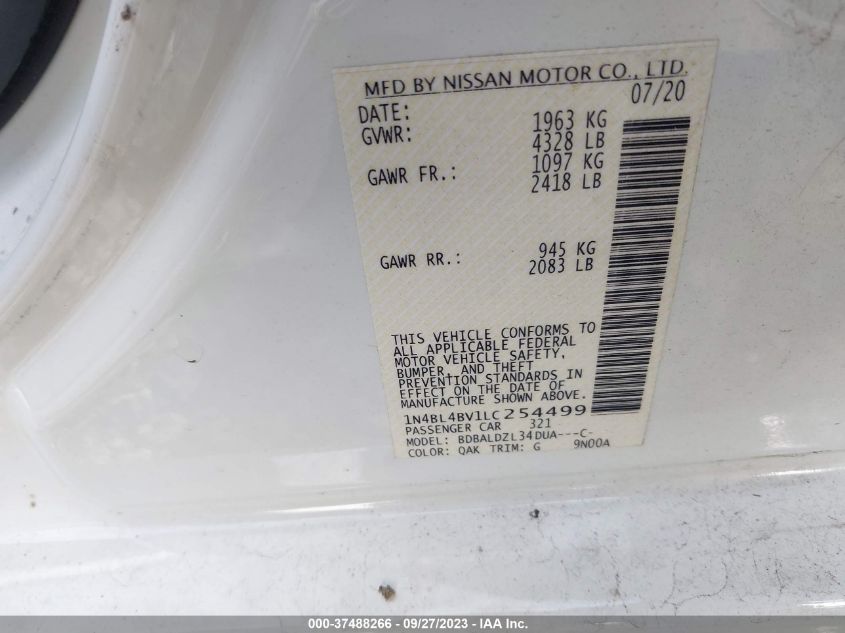 MFD BY NISSAN MOTOR CO., LTD.
DATE: 07/20
GVWR: 1963 KG
4328 LB
GAWR FR.: 1097 KG
2418 LB
GAWR RR.: 945 KG
2083 LB
THIS VEHICLE CONFORMS TO
ALL APPLICABLE FEDERAL
MOTOR VEHICLE SAFETY,
BUMPER, AND THEFT
PREVENTION STANDARDS IN
EFFECT ON THE DATE OF
MANUFACTURE SHOWN ABOVE.
1N4BL4BV1LC254499
PASSENGER CAR 321
MODEL: BDBALDZL34DUA---C-
COLOR: QAK TRIM: G 9N00A
000-37488266 - 09/27/2023 - IAA Inc.